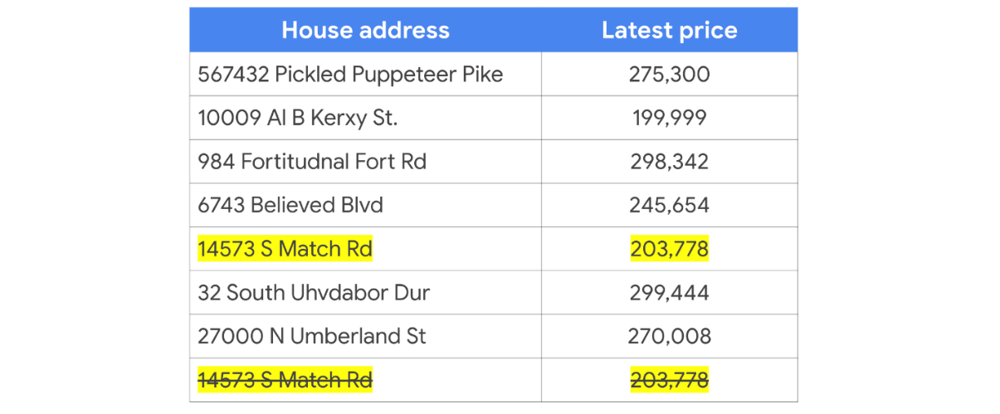 House address Latest price
567432 Pickled Puppeteer Pike 275,300
10009 Al B Kerxy St. 199,999
984 Fortitudnal Fort Rd 298,342
6743 Believed Blvd 245,654
14573 S Match Rd 203,778
32 South Uhvdabor Dur 299,444
27000 N Umberland St 270,008
14573 S Match Rd 203,778